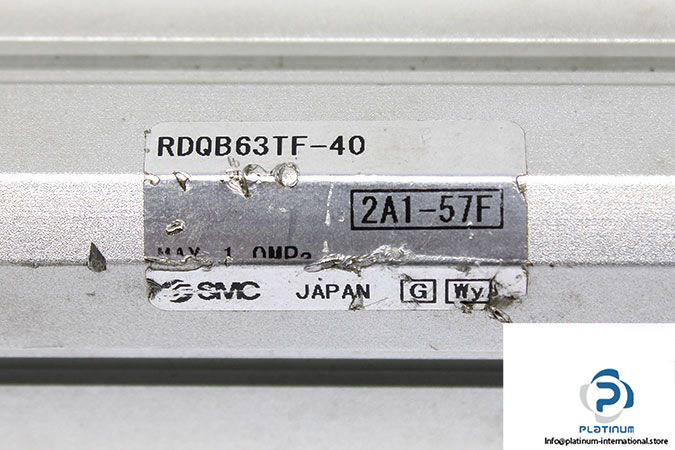 RDQB63TF-40
2A1-57F
MAX 1.0MPa
SMC JAPAN G Wy
PLATINUM
Info@platinum-international.store